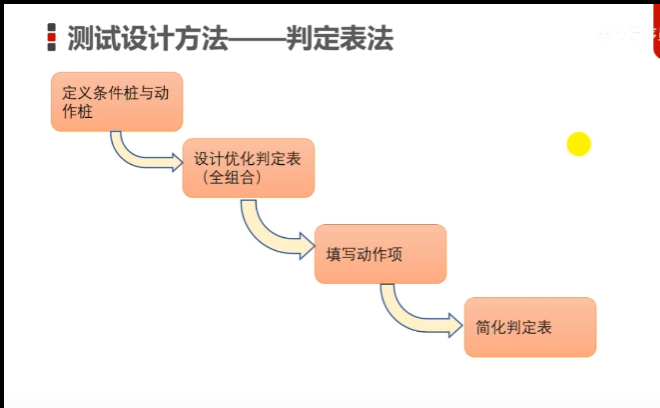 测试设计方法——判定表法
定义条件桩与动
作桩
设计优化判定表
（全组合）
填写动作项
简化判定表